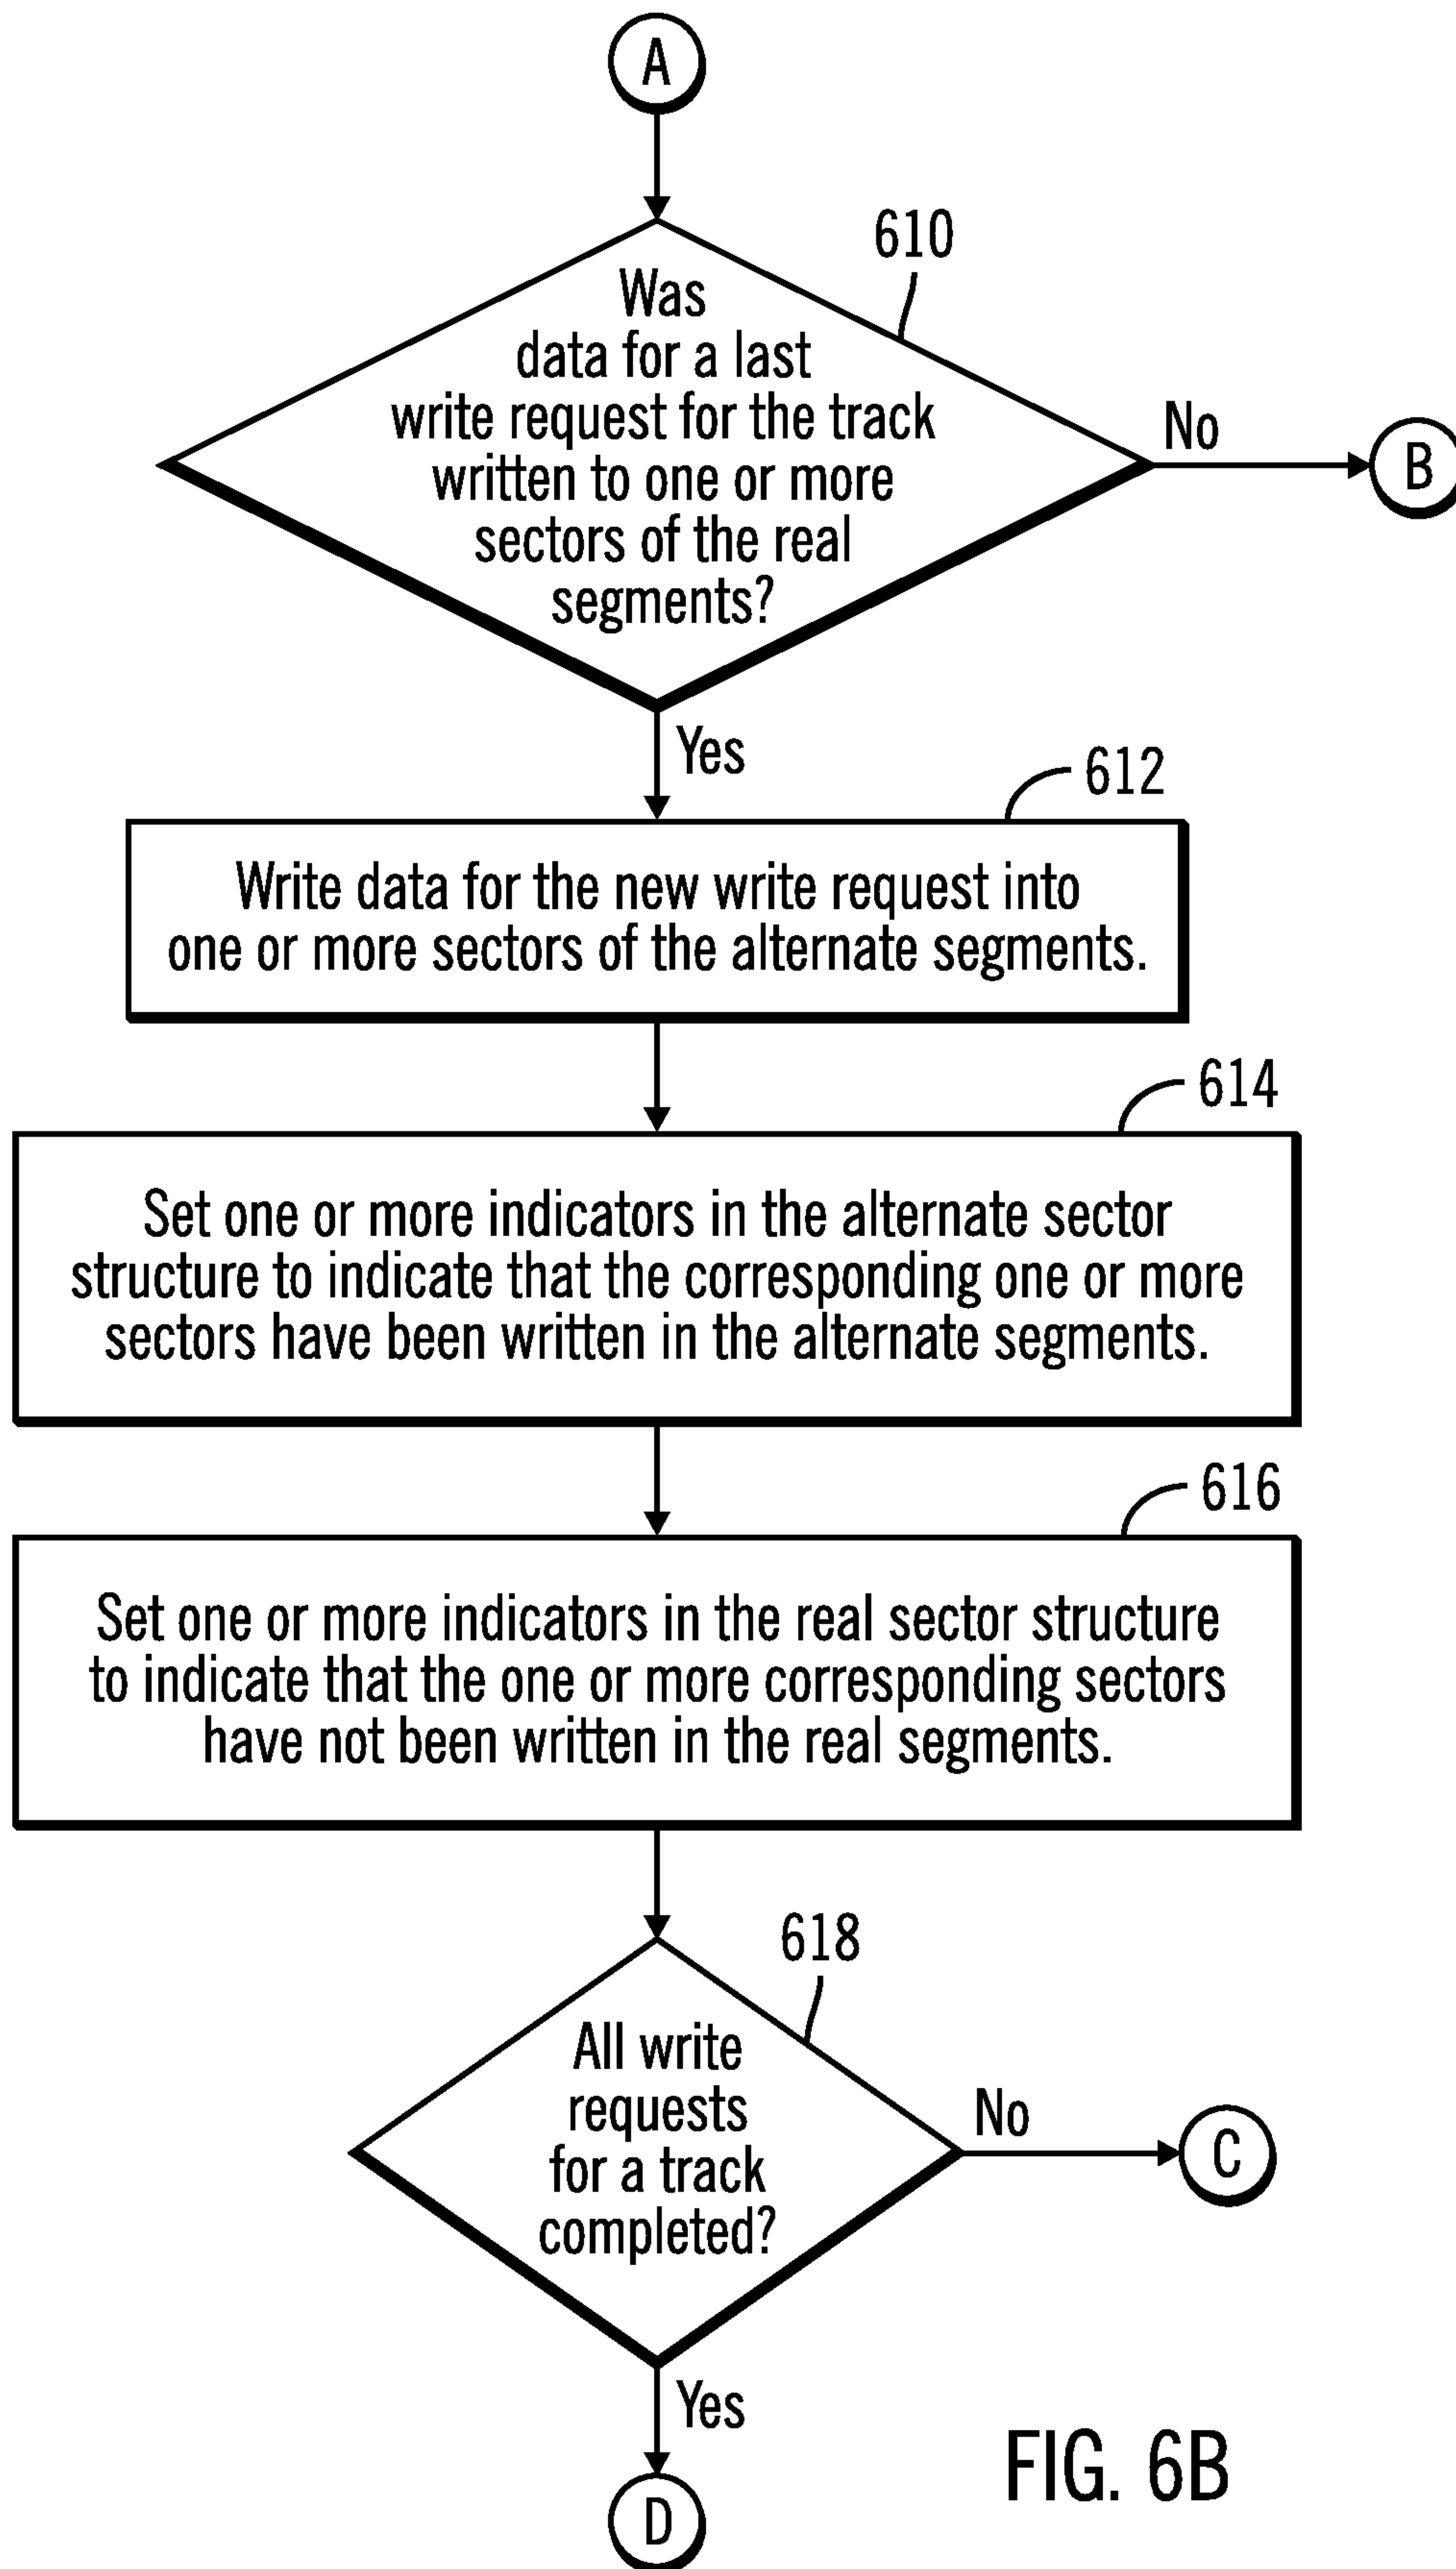 A
610
Was
data for a last
write request for the track
written to one or more
sectors of the real
segments?
No
B
Yes
612
Write data for the new write request into
one or more sectors of the alternate segments.
614
Set one or more indicators in the alternate sector
structure to indicate that the corresponding one or more
sectors have been written in the alternate segments.
616
Set one or more indicators in the real sector structure
to indicate that the one or more corresponding sectors
have not been written in the real segments.
618
All write
requests
for a track
completed?
No
C
Yes
D
FIG. 6B